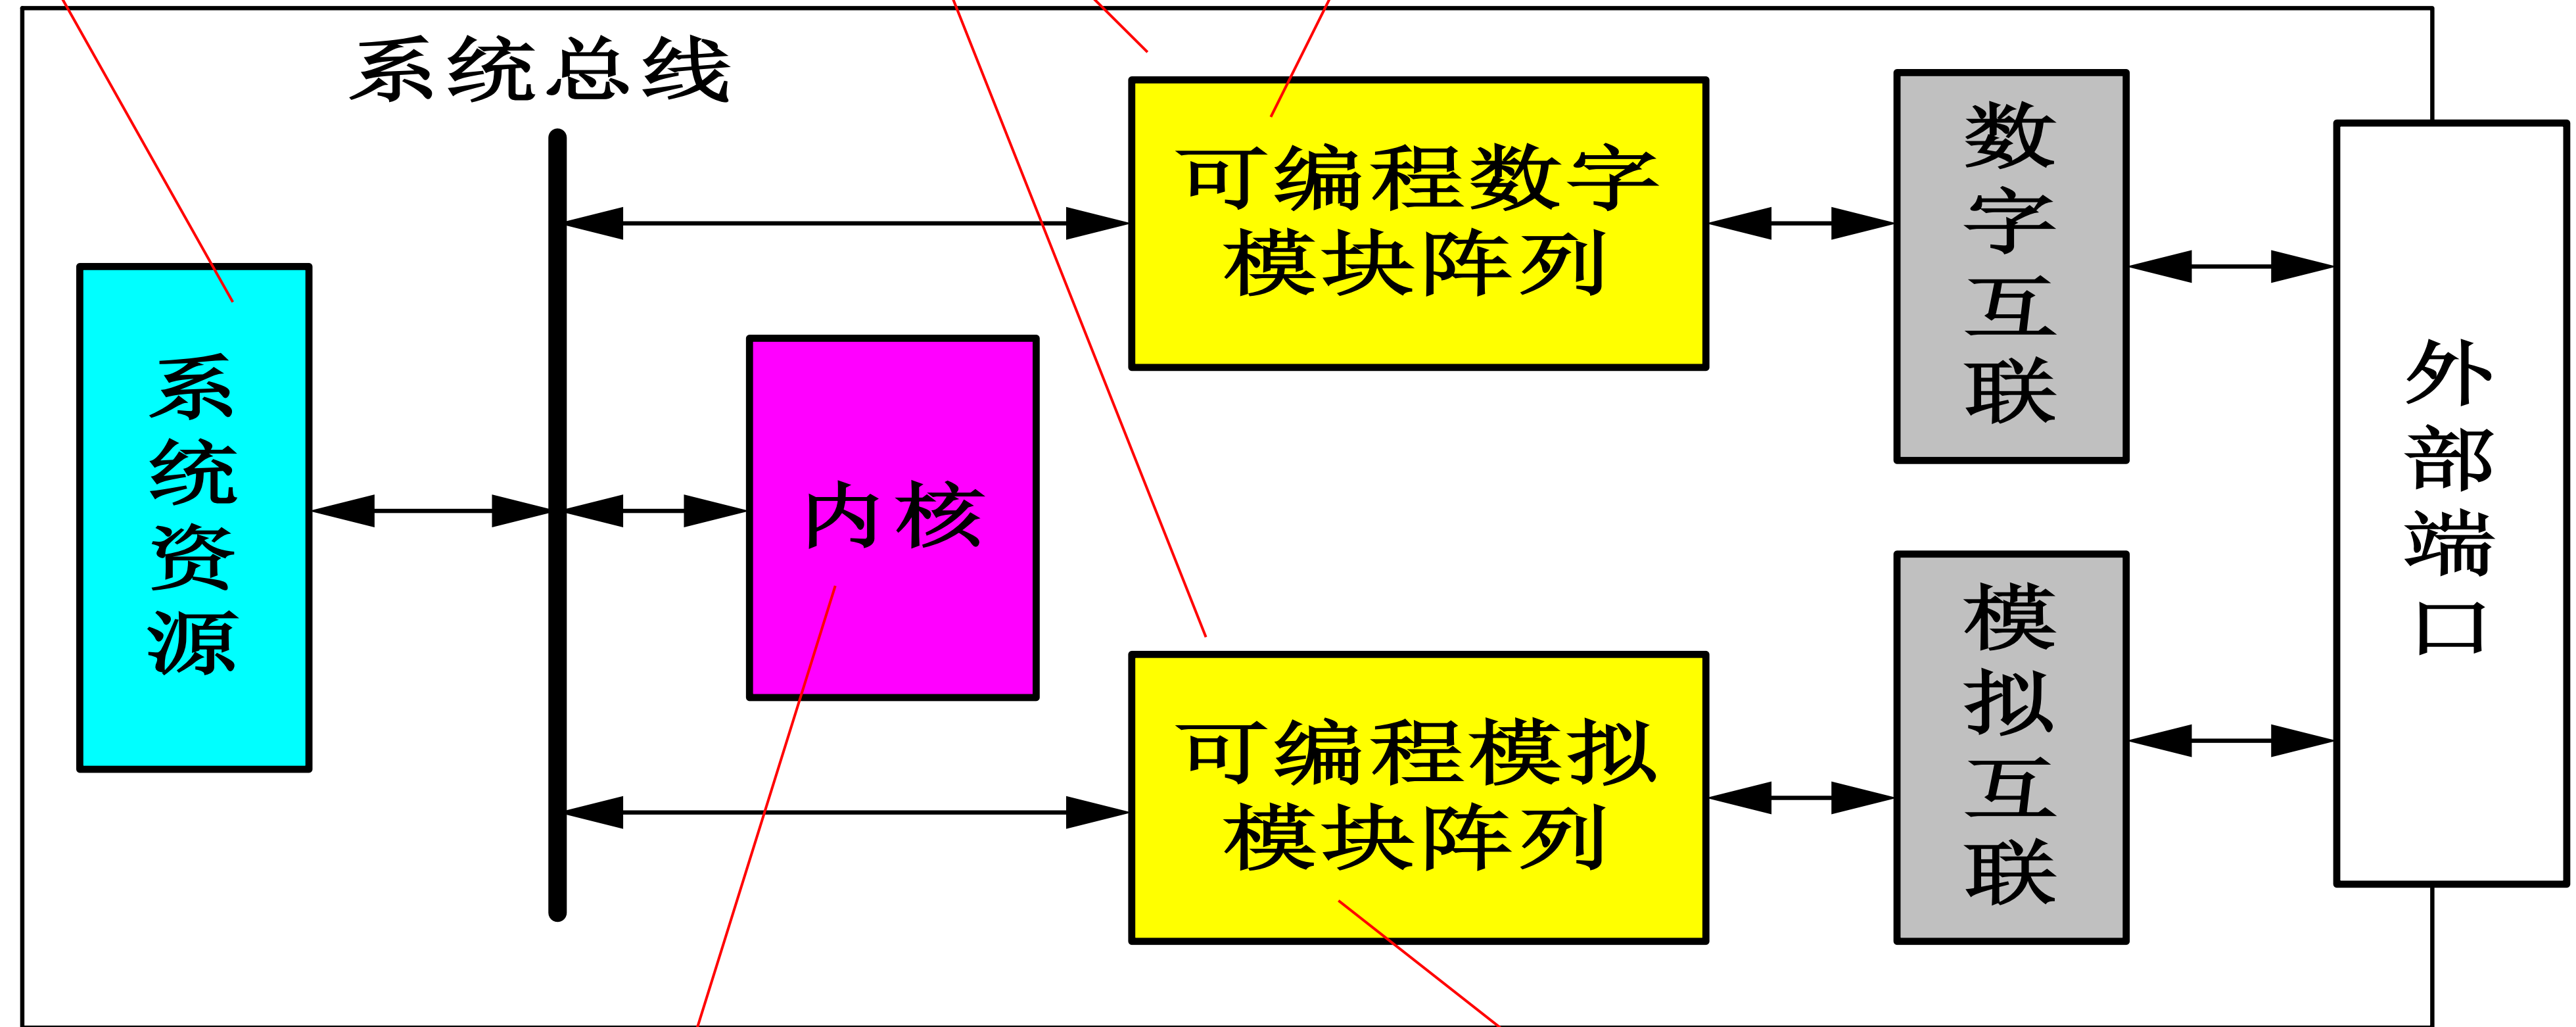 系统总线
系统资源
内核
可编程数字
模块阵列
可编程模拟
模块阵列
数字互联
模拟互联
外部端口